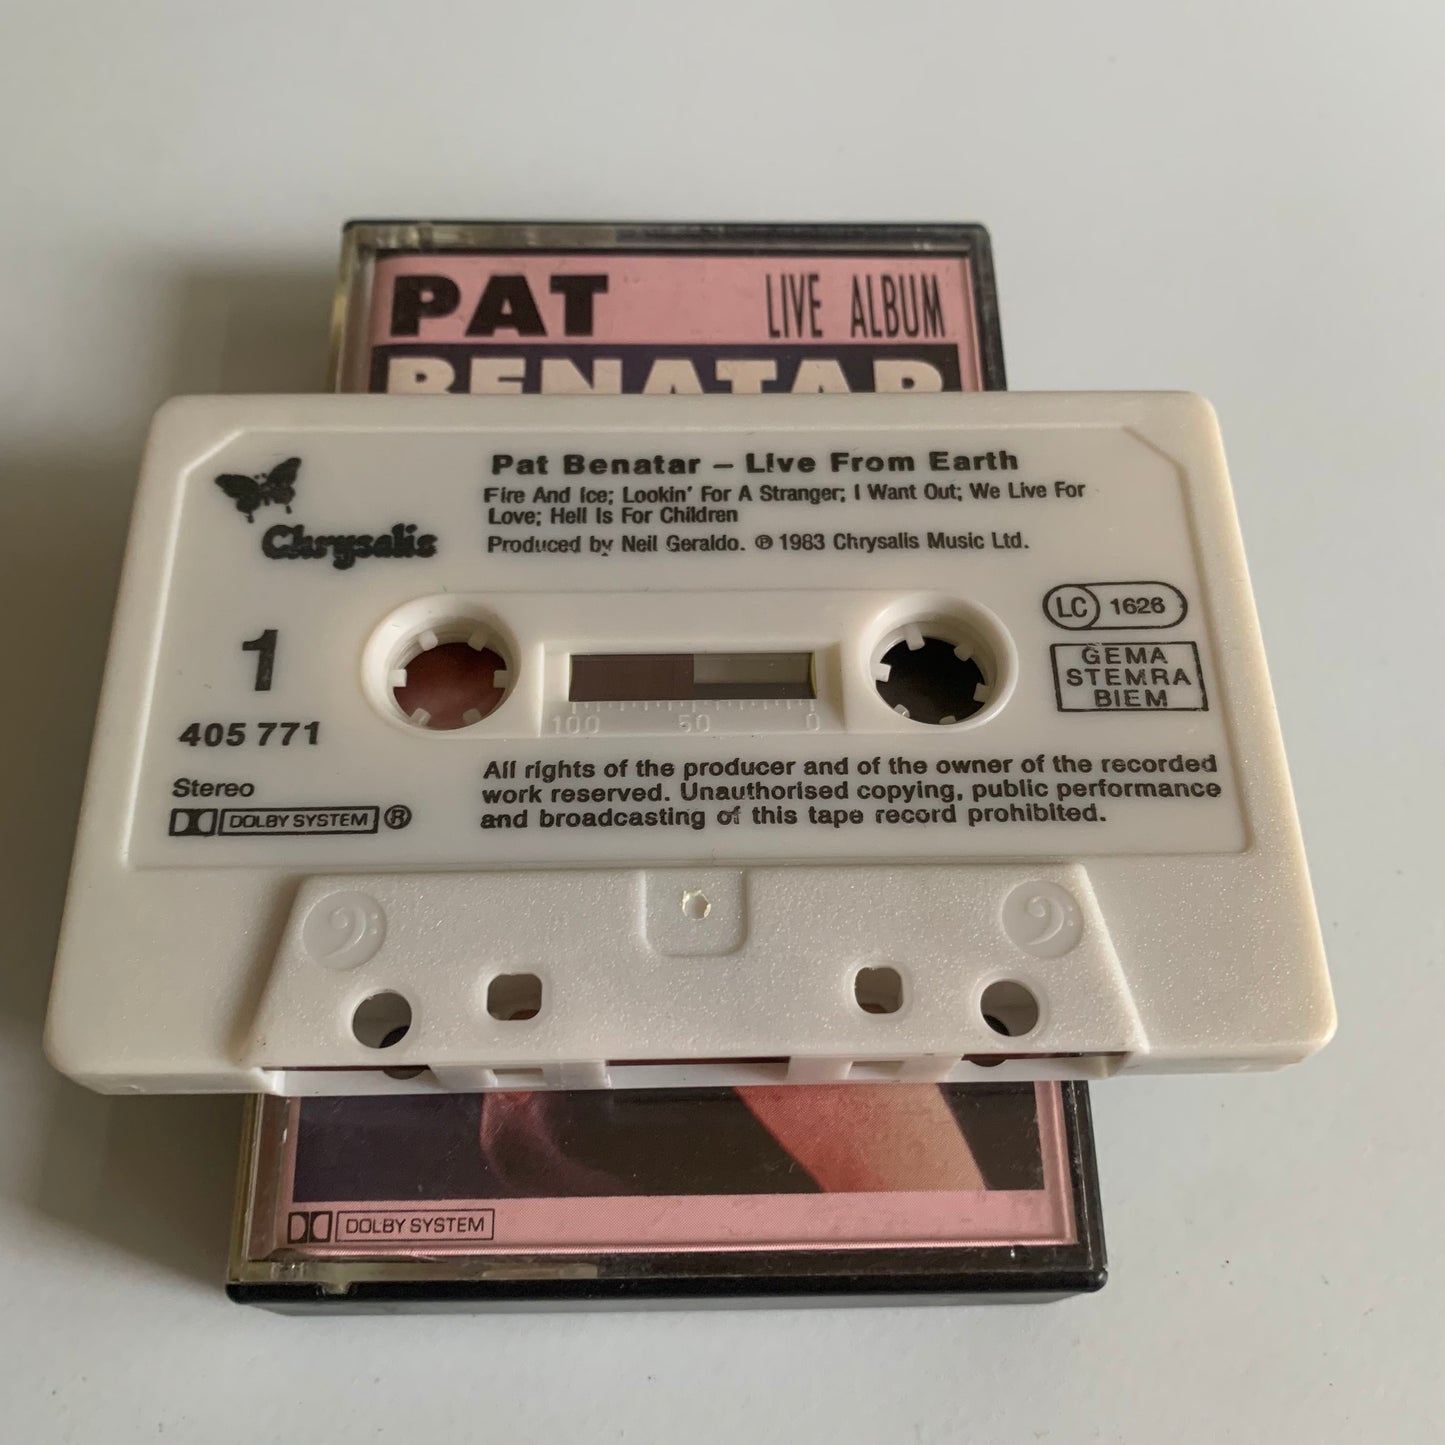 PAT LIVE ALBUM
BENATAR
Pat Benatar – Live From Earth
Fire And Ice; Lookin' For A Stranger; I Want Out; We Live For
Love; Hell Is For Children
Produced by Neil Geraldo. ℗ 1983 Chrysalis Music Ltd.
Chrysalis
LC 1626
1
GEMA
STEMRA
BIEM
100 50 0
405 771
Stereo
DOLBY SYSTEM ®
All rights of the producer and of the owner of the recorded
work reserved. Unauthorised copying, public performance
and broadcasting of this tape record prohibited.
DOLBY SYSTEM